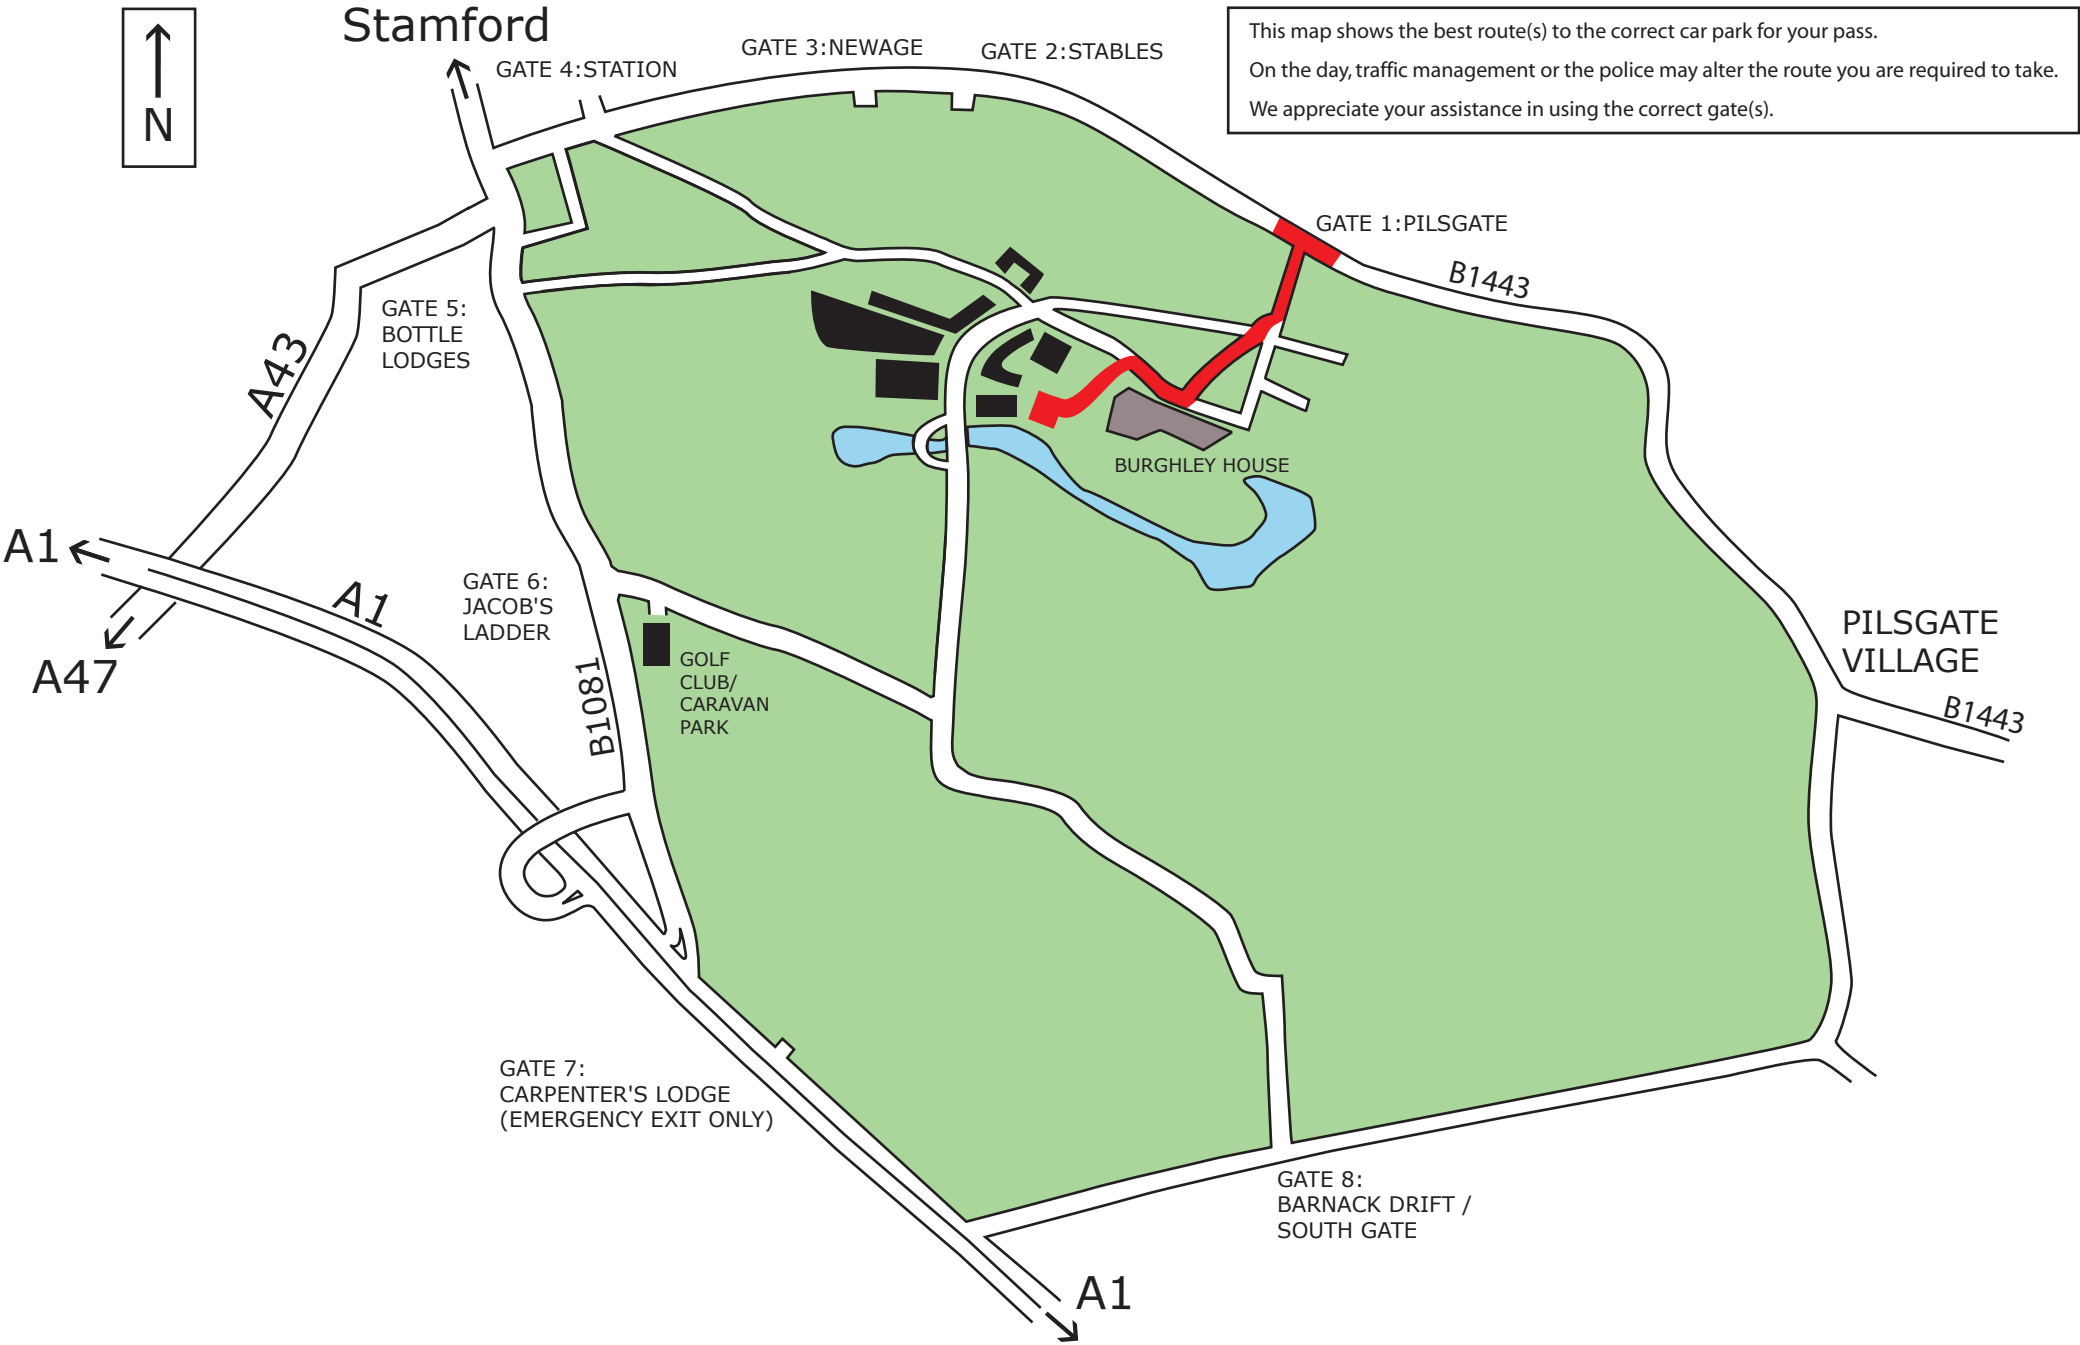 Stamford
N
GATE 4:STATION
GATE 3:NEWAGE
GATE 2:STABLES
This map shows the best route(s) to the correct car park for your pass.
On the day, traffic management or the police may alter the route you are required to take.
We appreciate your assistance in using the correct gate(s).
GATE 1:PILSGATE
B1443
GATE 5:
BOTTLE
LODGES
A43
BURGHLEY HOUSE
A1
A1
A47
GATE 6:
JACOB'S
LADDER
B1081
GOLF
CLUB/
CARAVAN
PARK
PILSGATE
VILLAGE
B1443
GATE 7:
CARPENTER'S LODGE
(EMERGENCY EXIT ONLY)
GATE 8:
BARNACK DRIFT /
SOUTH GATE
A1